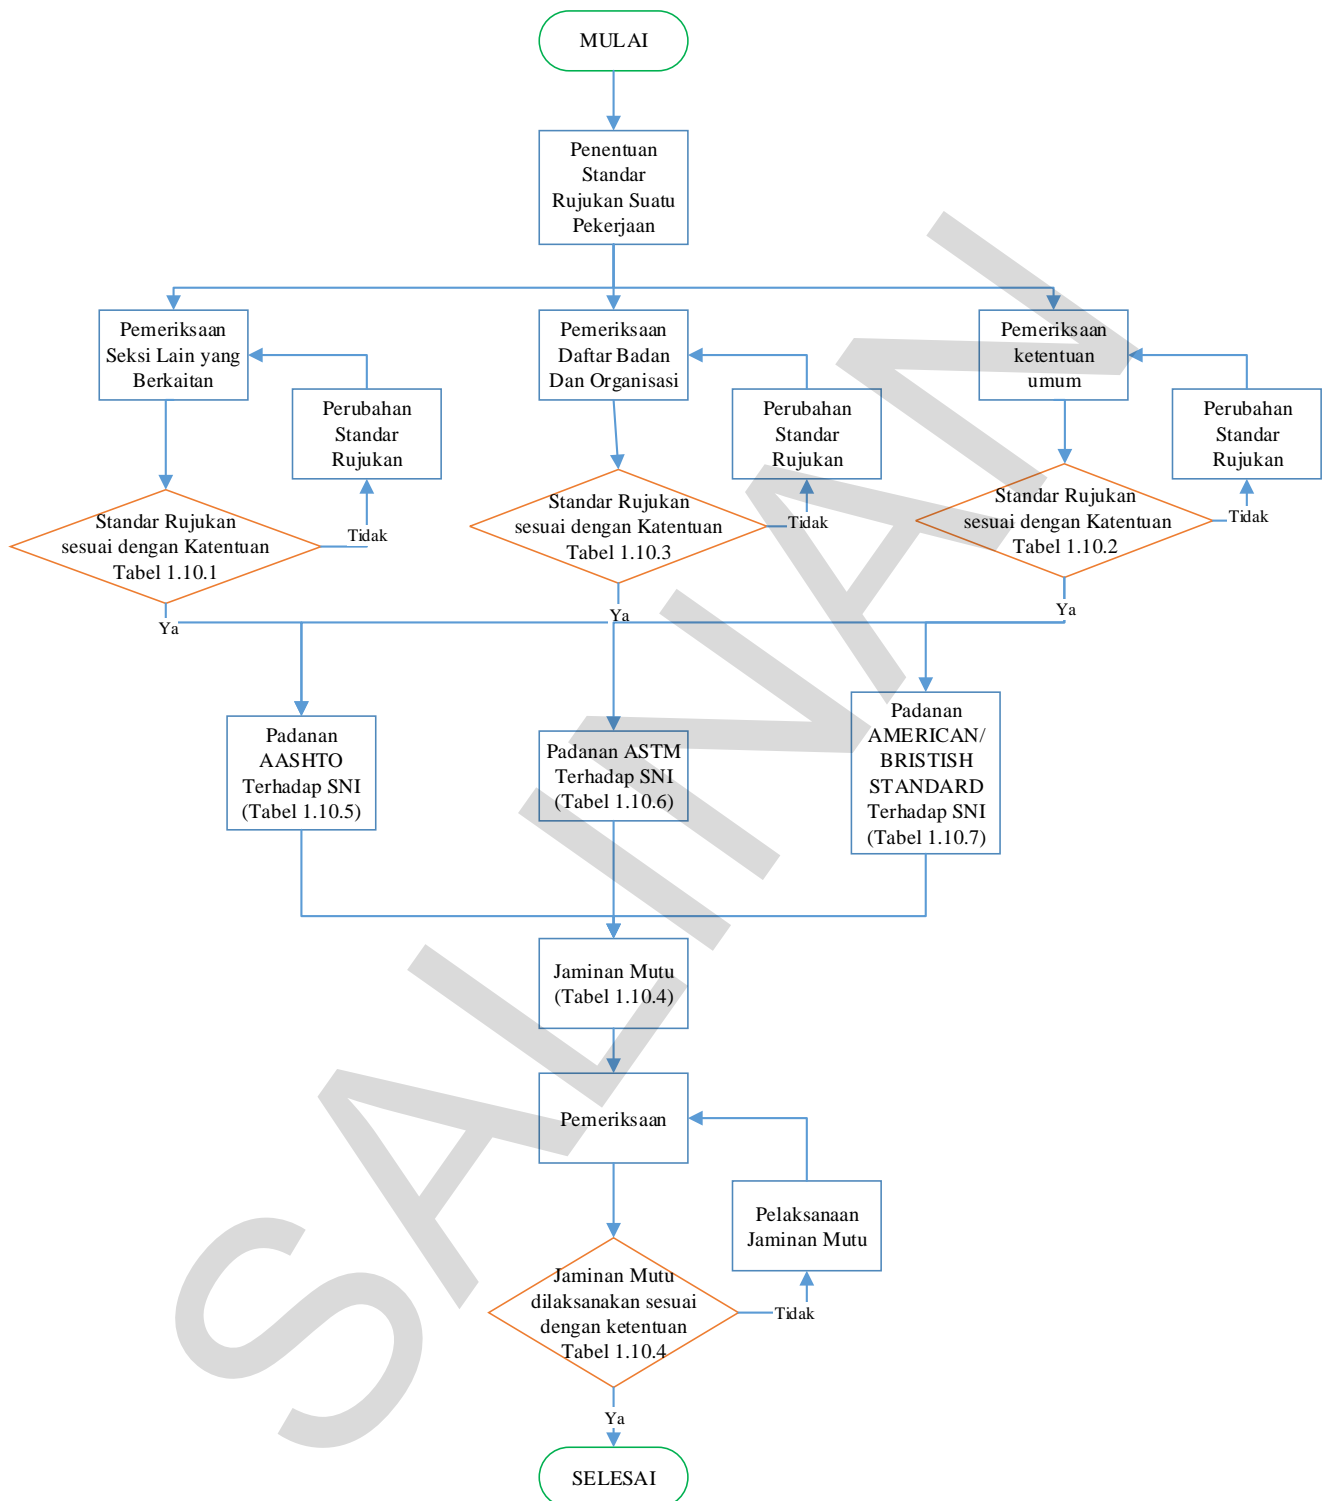 MULAI
Penentuan
Standar
Rujukan Suatu
Pekerjaan
Pemeriksaan
Seksi Lain yang
Berkaitan
Pemeriksaan
Daftar Badan
Dan Organisasi
Pemeriksaan
ketentuan
umum
Perubahan
Standar
Rujukan
Perubahan
Standar
Rujukan
Perubahan
Standar
Rujukan
Standar Rujukan
sesuai dengan Katentuan
Tabel 1.10.1
Tidak
Standar Rujukan
sesuai dengan Katentuan
Tabel 1.10.3
Tidak
Standar Rujukan
sesuai dengan Katentuan
Tabel 1.10.2
Tidak
Ya
Ya
Ya
Padanan
AASHTO
Terhadap SNI
(Tabel 1.10.5)
Padanan ASTM
Terhadap SNI
(Tabel 1.10.6)
Padanan
AMERICAN/
BRISTISH
STANDARD
Terhadap SNI
(Tabel 1.10.7)
Jaminan Mutu
(Tabel 1.10.4)
Pemeriksaan
Pelaksanaan
Jaminan Mutu
Jaminan Mutu
dilaksanakan sesuai
dengan ketentuan
Tabel 1.10.4
Tidak
Ya
SELESAI
SALINAN